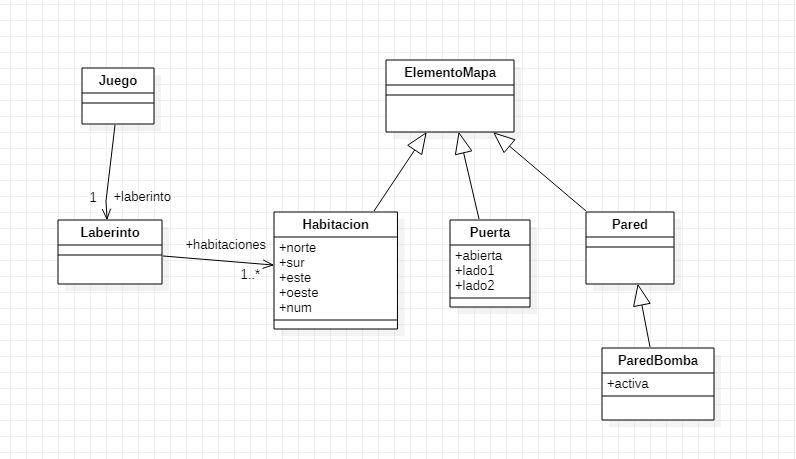 Juego
ElementoMapa
1
+laberinto
Laberinto
+habitaciones
1..*
Habitacion
+norte
+sur
+este
+oeste
+num
Puerta
+abierta
+lado1
+lado2
Pared
ParedBomba
+activa